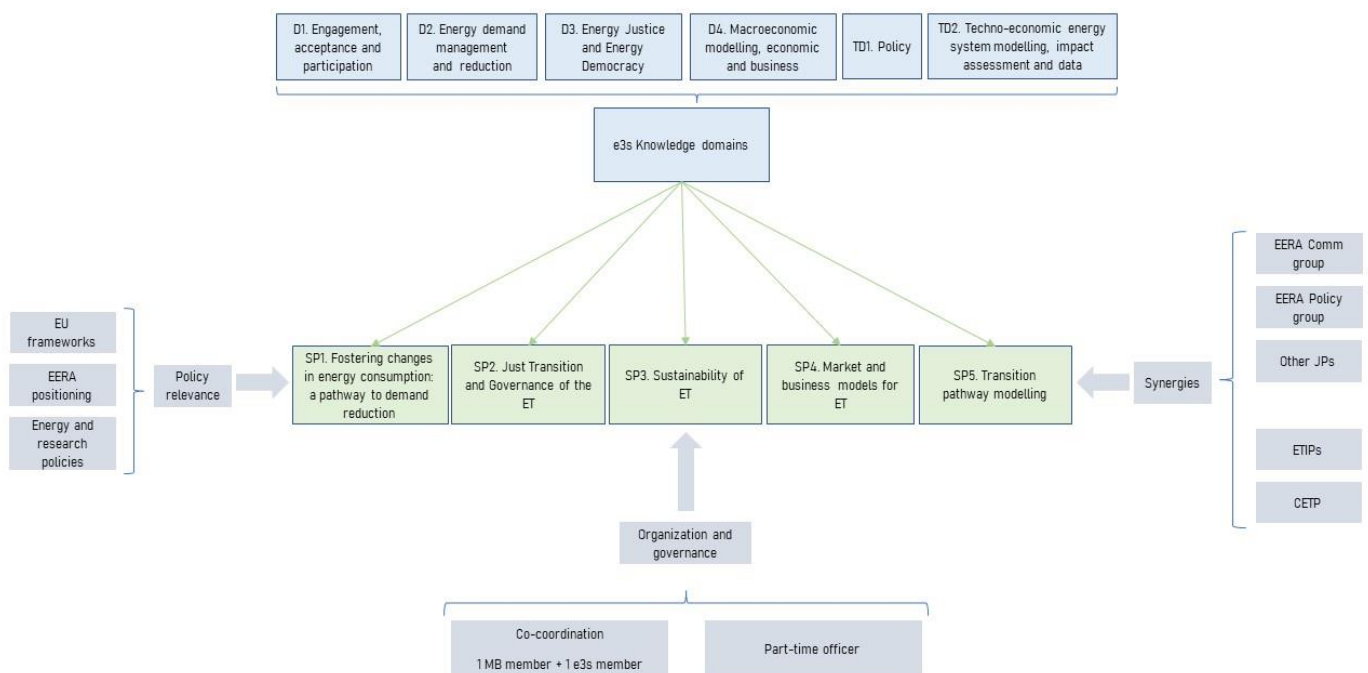 D1. Engagement,
acceptance and
participation
D2. Energy demand
management
and reduction
D3. Energy Justice
and Energy
Democracy
D4. Macroeconomic
modelling, economic
and business
TD1. Policy
TD2. Techno-economic energy
system modelling, impact
assessment and data
e3s Knowledge domains
EU
frameworks
EERA
positioning
Energy and
research
policies
Policy
relevance
SP1. Fostering changes
in energy consumption:
a pathway to demand
reduction
SP2. Just Transition
and Governance of the
ET
SP3. Sustainability of
ET
SP4. Market and
business models for
ET
SP5. Transition
pathway modelling
Synergies
EERA Comm
group
EERA Policy
group
Other JPs
ETIPs
CETP
Organization and
governance
Co-coordination
1 MB member + 1 e3s member
Part-time officer